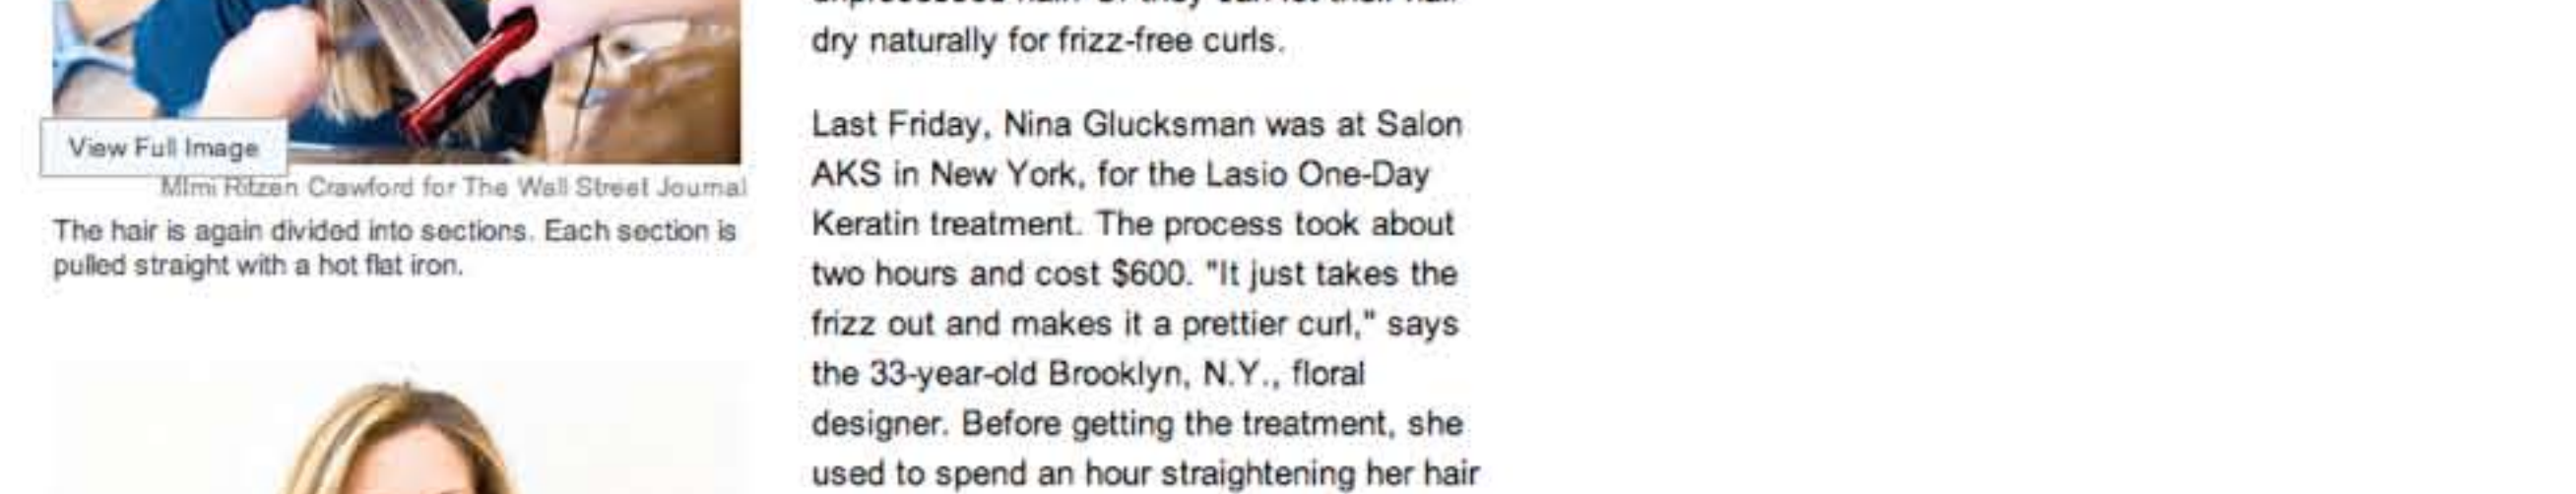 View Full Image
MImi Ritzen Crawford for The Wall Street Journal
The hair is again divided into sections. Each section is
pulled straight with a hot flat iron.
dry naturally for frizz-free curls.
Last Friday, Nina Glucksman was at Salon
AKS in New York, for the Lasio One-Day
Keratin treatment. The process took about
two hours and cost $600. "It just takes the
frizz out and makes it a prettier curl," says
the 33-year-old Brooklyn, N.Y., floral
designer. Before getting the treatment, she
used to spend an hour straightening her hair